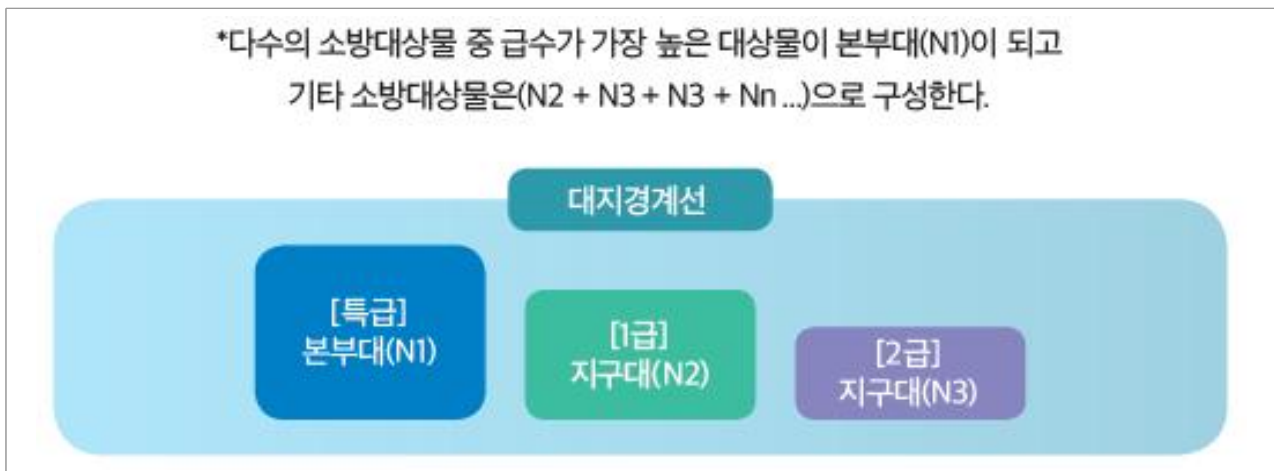 *다수의 소방대상물 중 급수가 가장 높은 대상물이 본부대(N1)이 되고
기타 소방대상물은(N2 + N3 + N3 + Nn ...)으로 구성한다.
대지경계선
[특급]
본부대(N1)
[1급]
지구대(N2)
[2급]
지구대(N3)